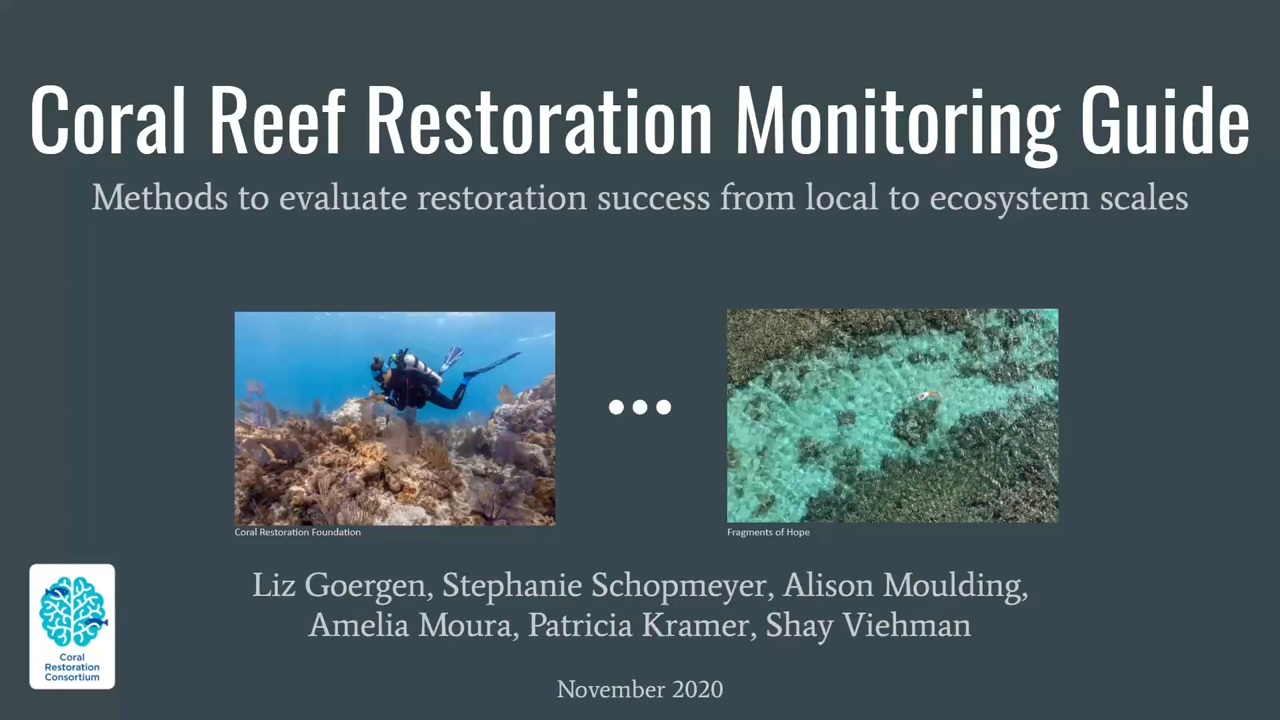 Coral Reef Restoration Monitoring Guide
Methods to evaluate restoration success from local to ecosystem scales
Coral Restoration Foundation
Fragments of Hope
Liz Goergen, Stephanie Schopmeyer, Alison Moulding,
Amelia Moura, Patricia Kramer, Shay Viehman
Coral
Restoration
Consortium
November 2020